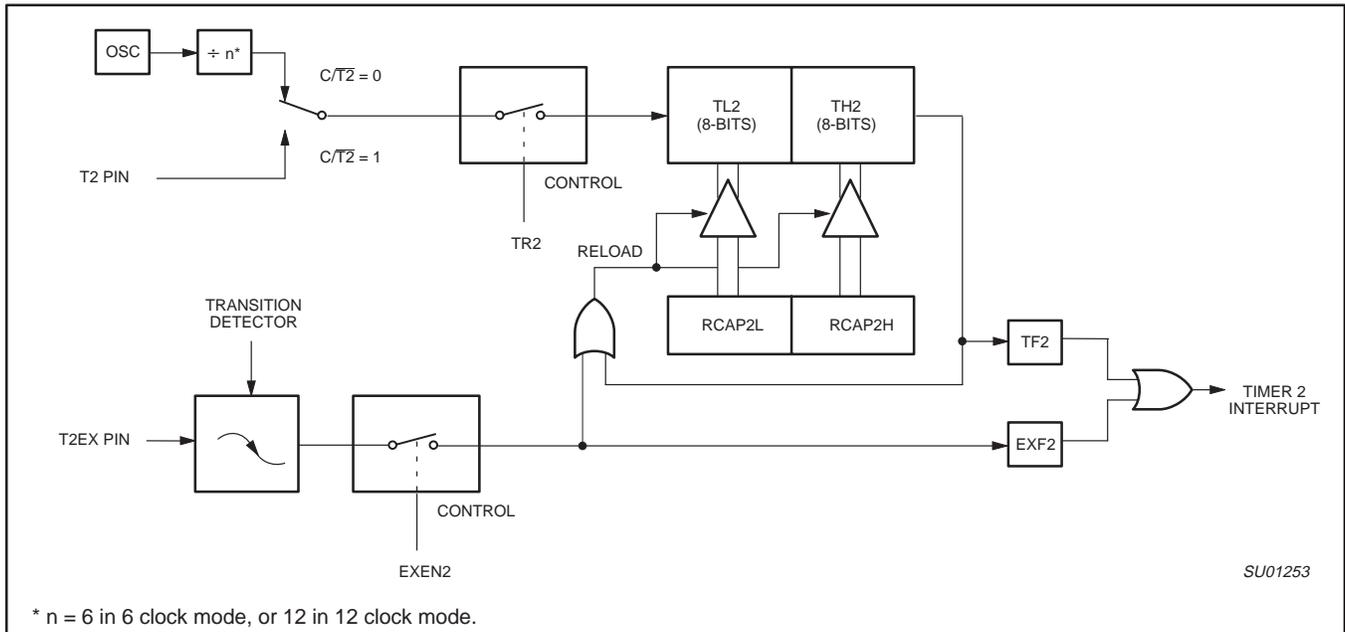 OSC
÷ n*
C/T̅2̅ = 0
C/T̅2̅ = 1
T2 PIN
CONTROL
TR2
TL2
(8-BITS)
TH2
(8-BITS)
RELOAD
RCAP2L
RCAP2H
TRANSITION
DETECTOR
T2EX PIN
CONTROL
EXEN2
TF2
EXF2
TIMER 2
INTERRUPT
SU01253
* n = 6 in 6 clock mode, or 12 in 12 clock mode.